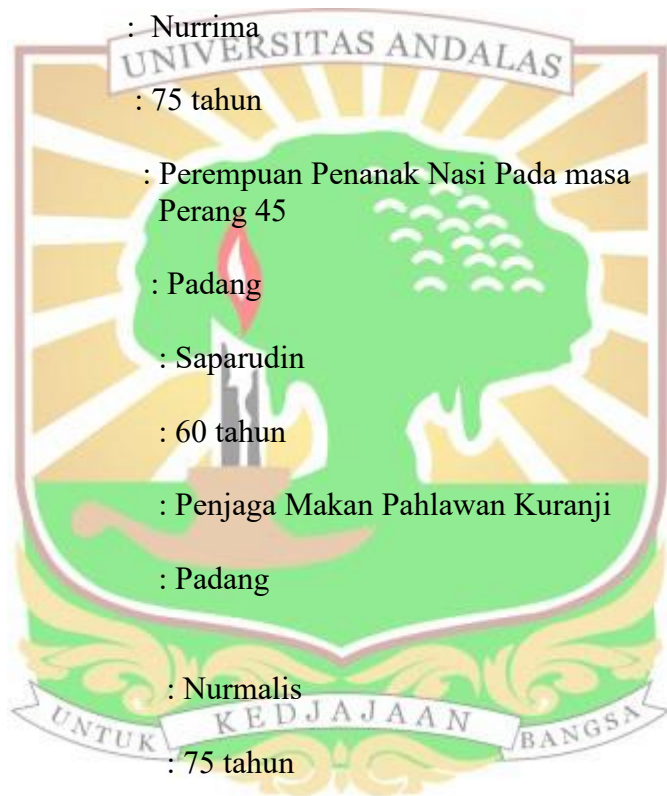 : Nurrima
UNIVERSITAS ANDALAS
: 75 tahun
: Perempuan Penanak Nasi Pada masa
Perang 45
: Padang
: Saparudin
: 60 tahun
: Penjaga Makan Pahlawan Kuranji
: Padang
: Nurmalis
UNTUK KEDJAJAAN BANGSA
: 75 tahun